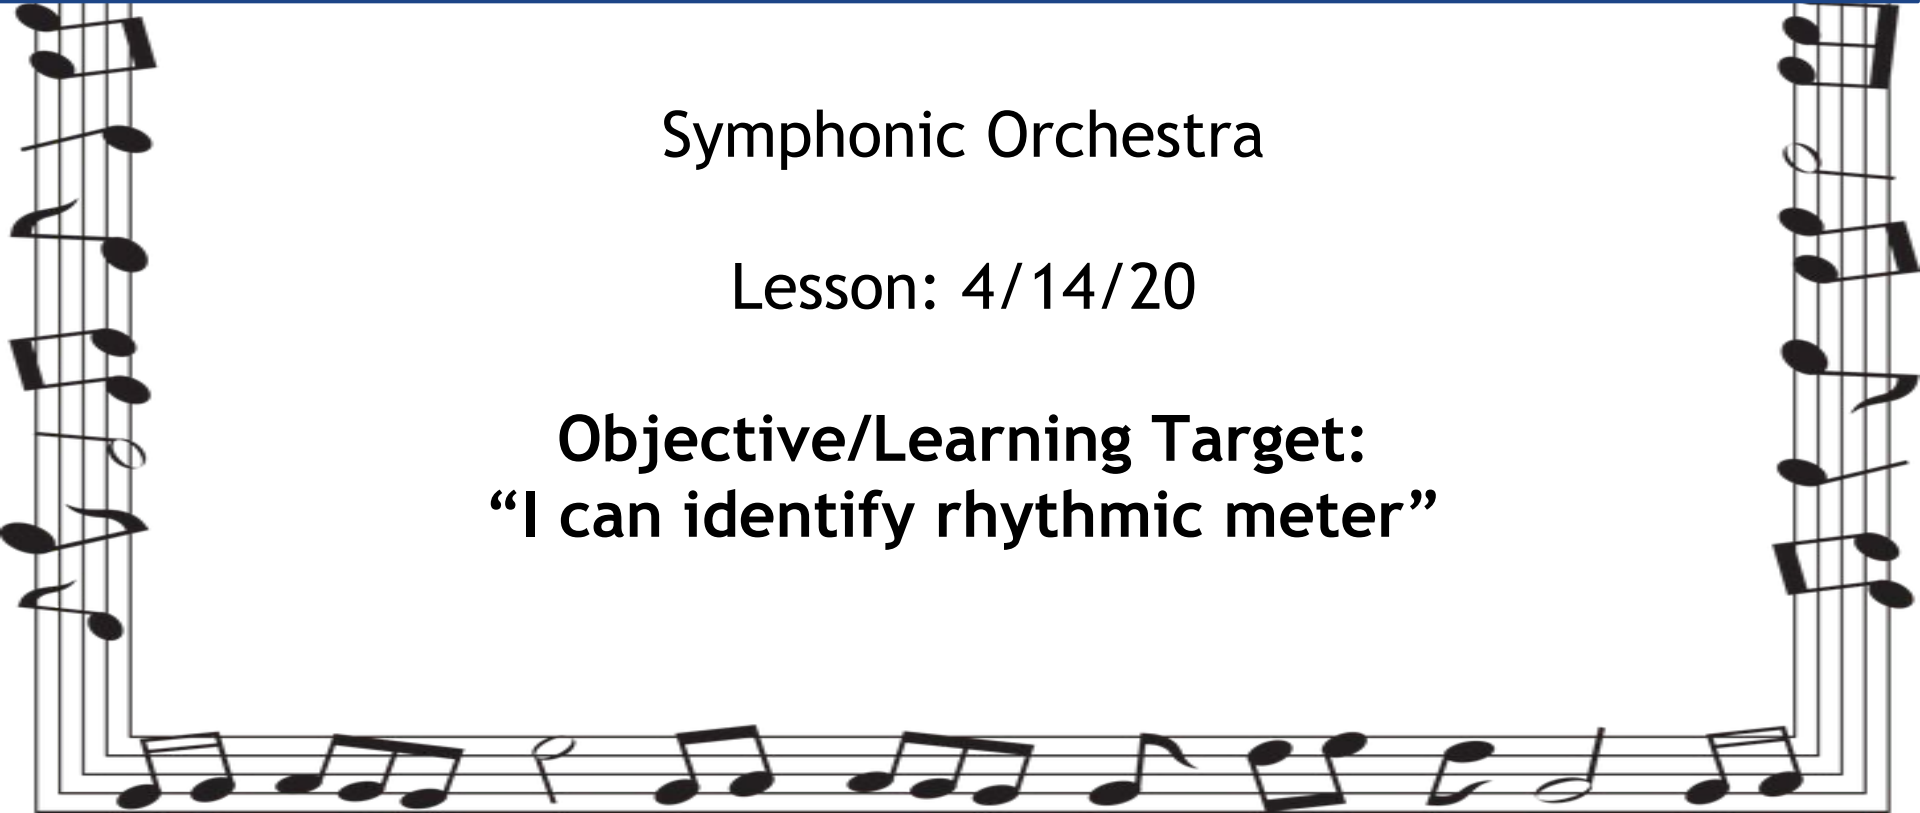 Symphonic Orchestra
Lesson: 4/14/20
Objective/Learning Target:
“I can identify rhythmic meter”